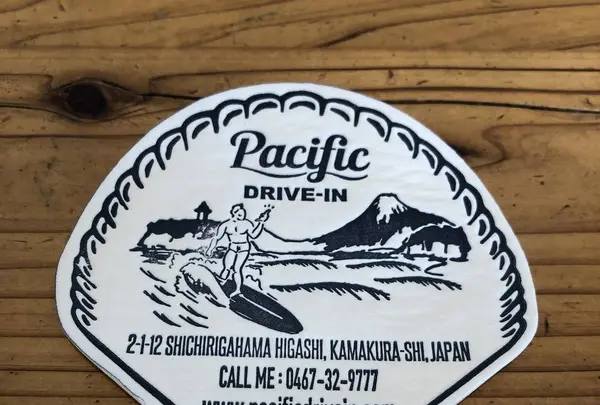 Pacific
DRIVE-IN
2-1-12 SHICHIRIGAHAMA HIGASHI, KAMAKURA-SHI, JAPAN
CALL ME : 0467-32-9777